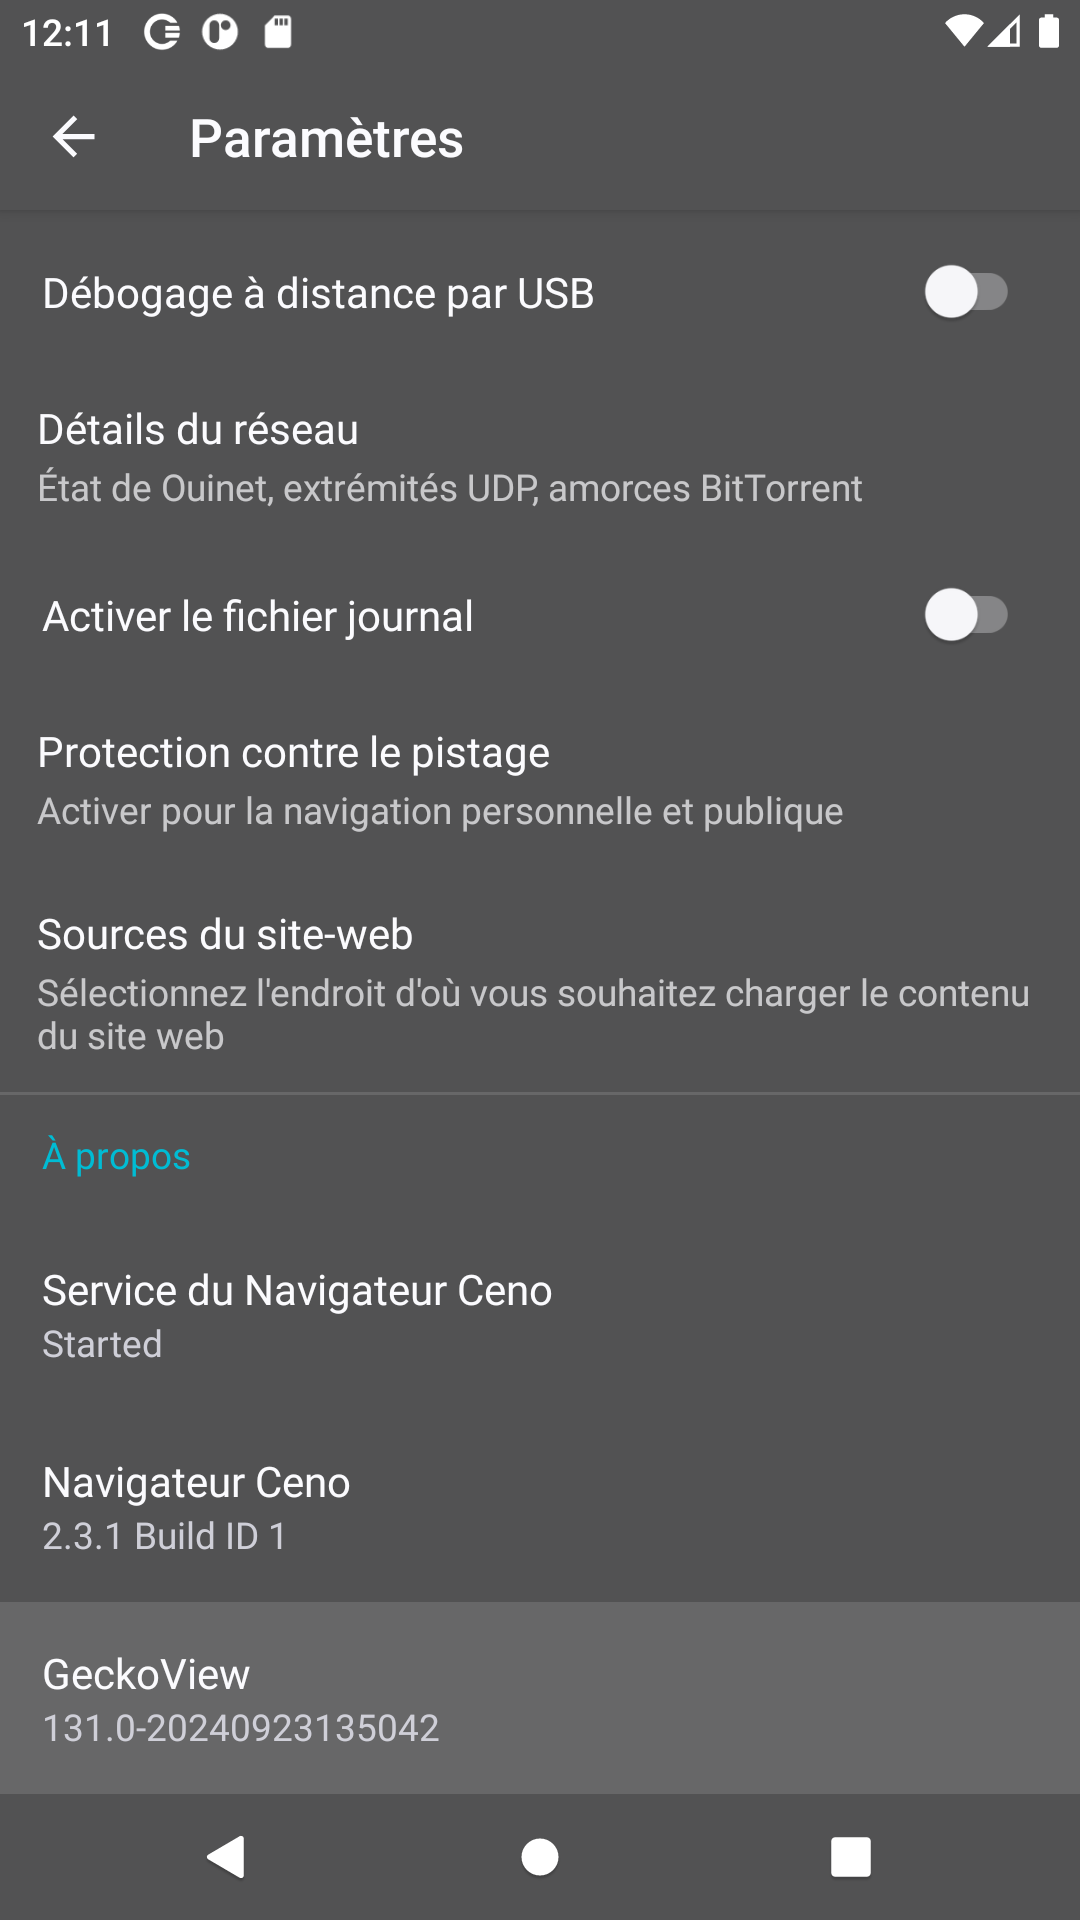 12:11
Paramètres
Débogage à distance par USB
Détails du réseau
État de Ouinet, extrémités UDP, amorces BitTorrent
Activer le fichier journal
Protection contre le pistage
Activer pour la navigation personnelle et publique
Sources du site-web
Sélectionnez l'endroit d'où vous souhaitez charger le contenu
du site web
À propos
Service du Navigateur Ceno
Started
Navigateur Ceno
2.3.1 Build ID 1
GeckoView
131.0-20240923135042